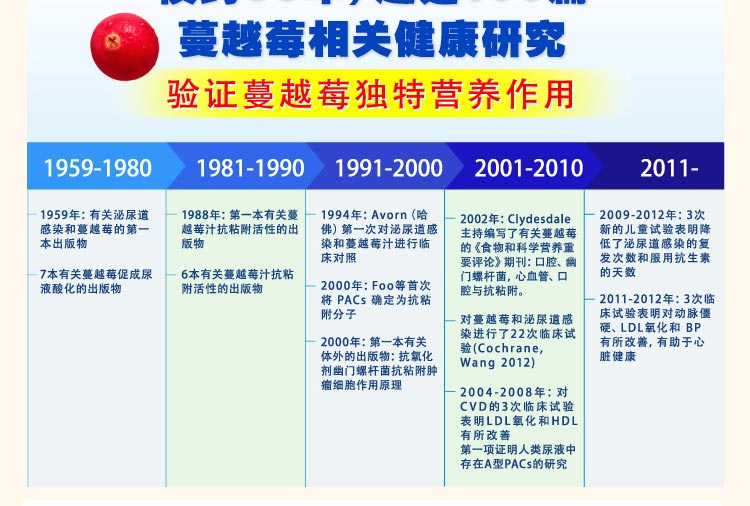 蔓越莓相关健康研究
验证蔓越莓独特营养作用
1959-1980
1981-1990
1991-2000
2001-2010
2011-
1959年：有关泌尿道
感染和蔓越莓的第一
本出版物
7本有关蔓越莓促成尿
液酸化的出版物
1988年：第一本有关蔓
越莓汁抗粘附活性的出
版物
6本有关蔓越莓汁抗粘
附活性的出版物
1994年：Avorn（哈
佛）第一次对泌尿道感
染和蔓越莓汁进行临
床对照
2000年：Foo等首次
将 PACs 确定为抗粘
附分子
2000年：第一本有关
体外的出版物：抗氧化
剂幽门螺杆菌抗粘附肿
瘤细胞作用原理
2002年：Clydesdale
主持编写了有关蔓越莓
的《食物和科学营养重
要评论》期刊：口腔、幽
门螺杆菌，心血管、口
腔与抗粘附。
对蔓越莓和泌尿道感
染进行了22次临床试
验(Cochrane,
Wang 2012)
2004-2008年：对
CVD的3次临床试验
表明LDL氧化和HDL
有所改善
第一项证明人类尿液中
存在A型PACs的研究
2009-2012年：3次
新的儿童试验表明降
低了泌尿道感染的复
发次数和服用抗生素
的天数
2011-2012年：3次临
床试验表明对动脉僵
硬、LDL氧化和 BP
有所改善，有助于心
脏健康